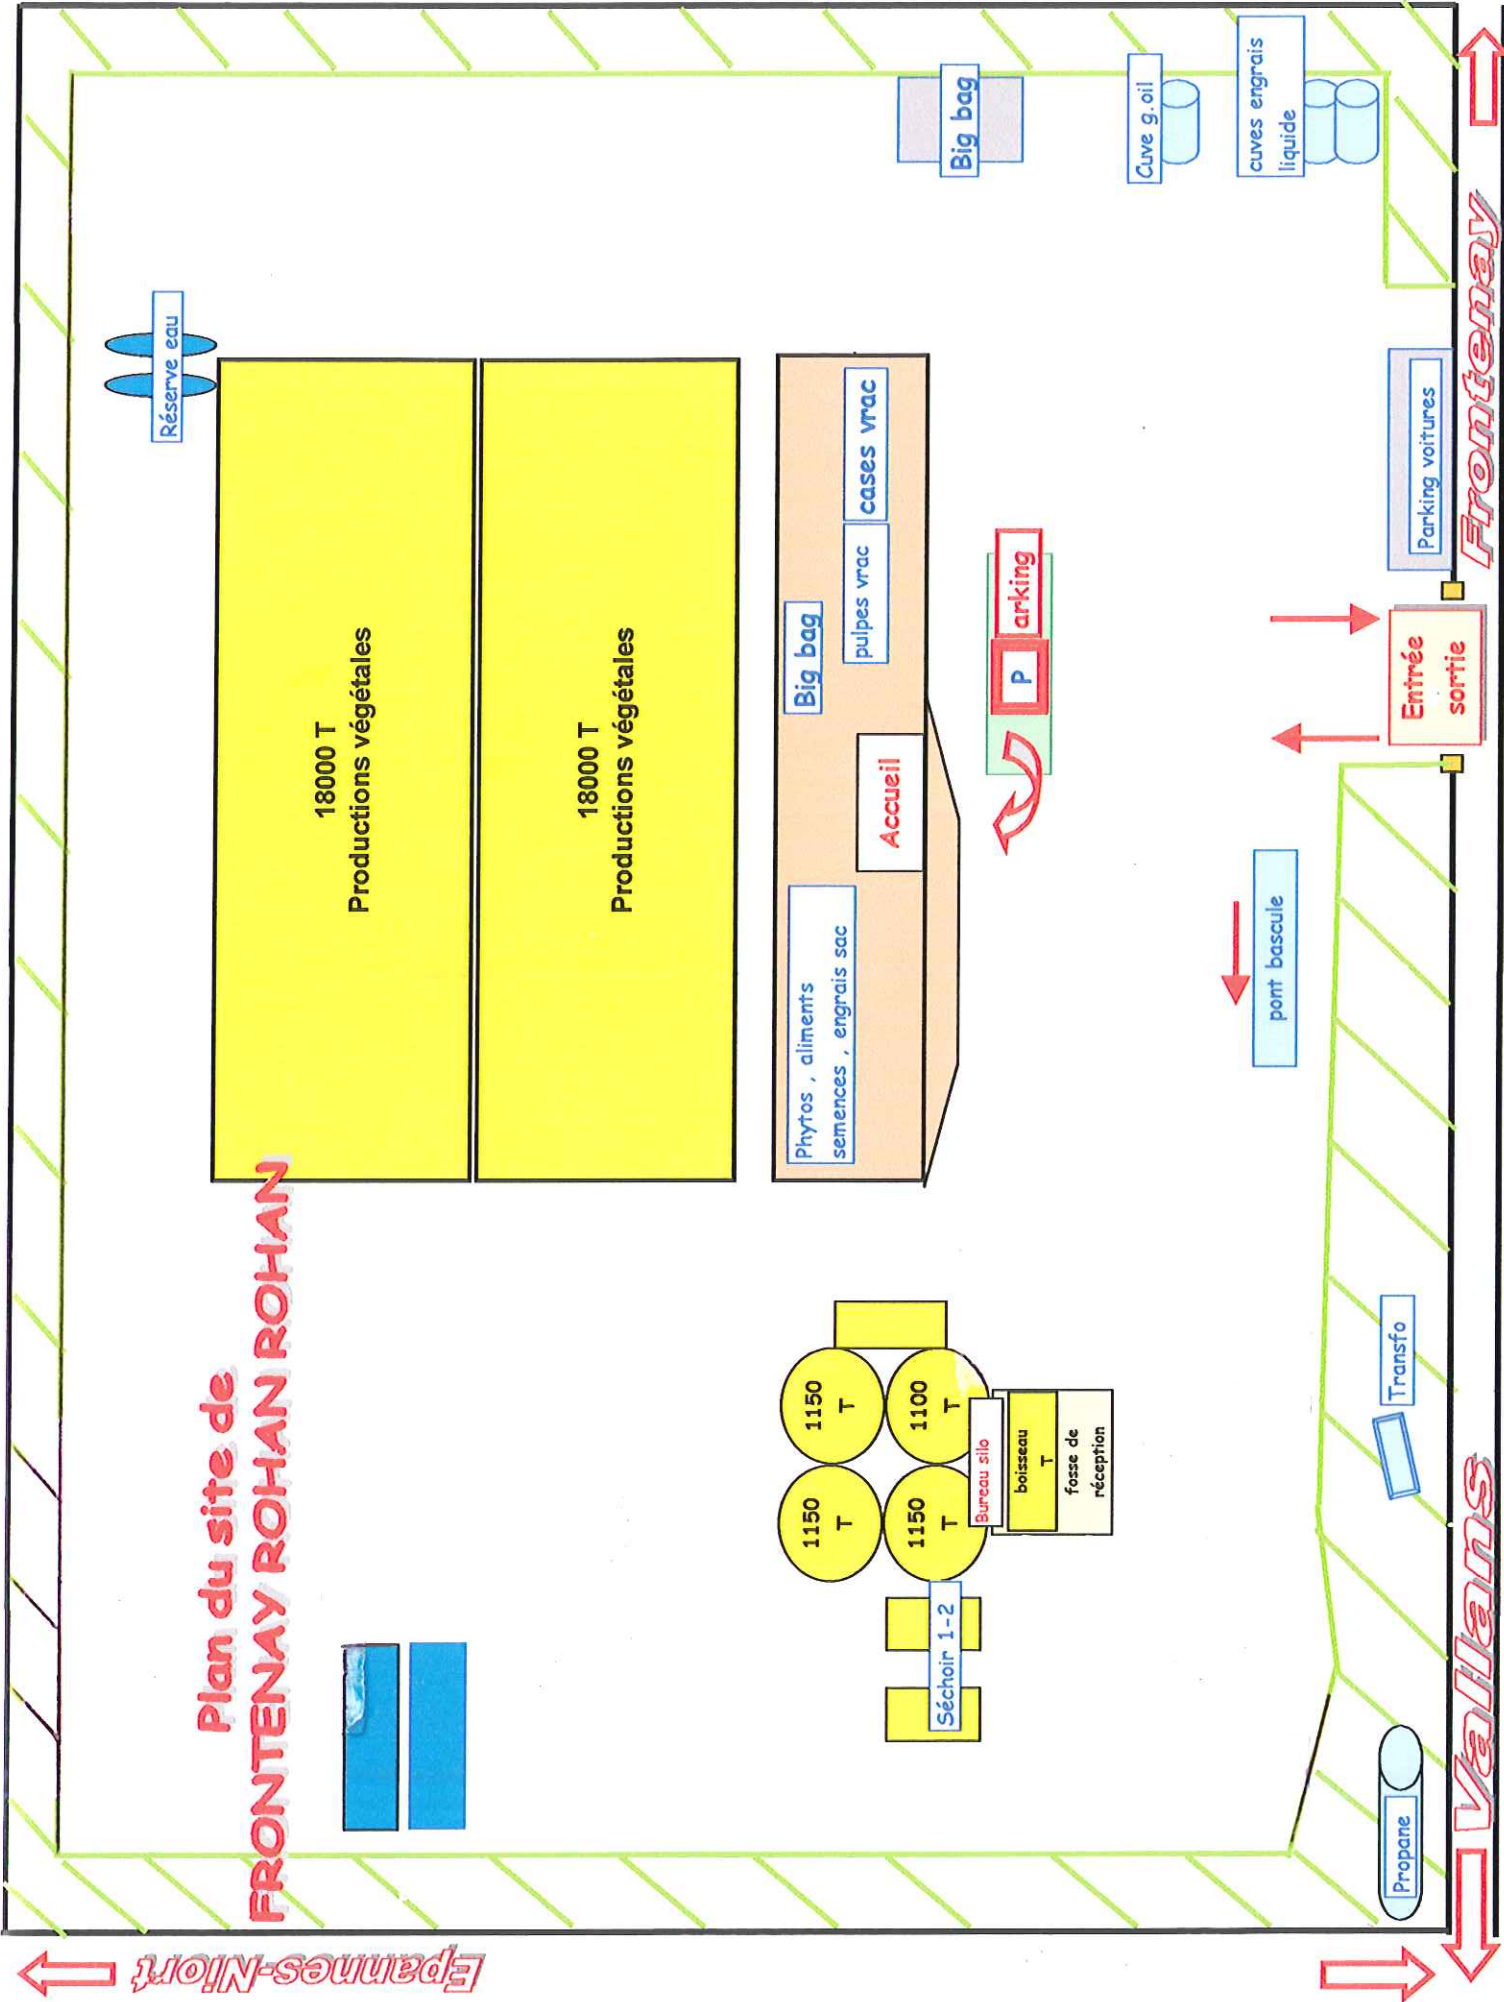 Plan du site de
FRONTENAY ROHAN ROHAN
Réserve eau
18000 T
Productions végétales
18000 T
Productions végétales
Big bag
Cuve g.oil
cuves engrais
liquide
Phytos , aliments
semences , engrais sac
Accueil
Big bag
pulpes vrac
cases vrac
P
arking
1150
T
1150
T
1150
T
1100
T
Bureau silo
boisseau
T
fosse de
réception
Séchoir 1-2
pont bascule
Entrée
sortie
Parking voitures
Transfo
Propane
Epannes-Niort
Vallans
Frontenay